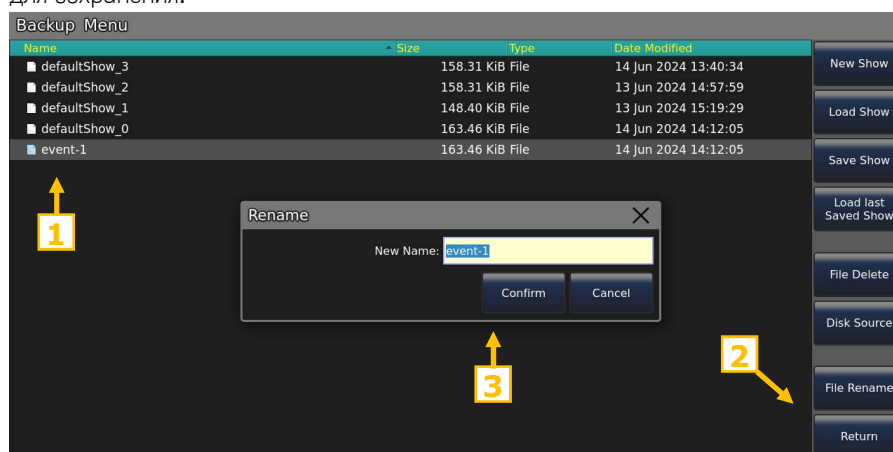 для сохранения.
Backup Menu
Name Size Type Date Modified
defaultShow_3 158.31 KiB File 14 Jun 2024 13:40:34
defaultShow_2 158.31 KiB File 13 Jun 2024 14:57:59
defaultShow_1 148.40 KiB File 13 Jun 2024 15:19:29
defaultShow_0 163.46 KiB File 14 Jun 2024 14:12:05
event-1 163.46 KiB File 14 Jun 2024 14:12:05
New Show
Load Show
Save Show
Load last
Saved Show
File Delete
Disk Source
File Rename
Return
1
Rename
New Name: event-1
Confirm Cancel
2
3